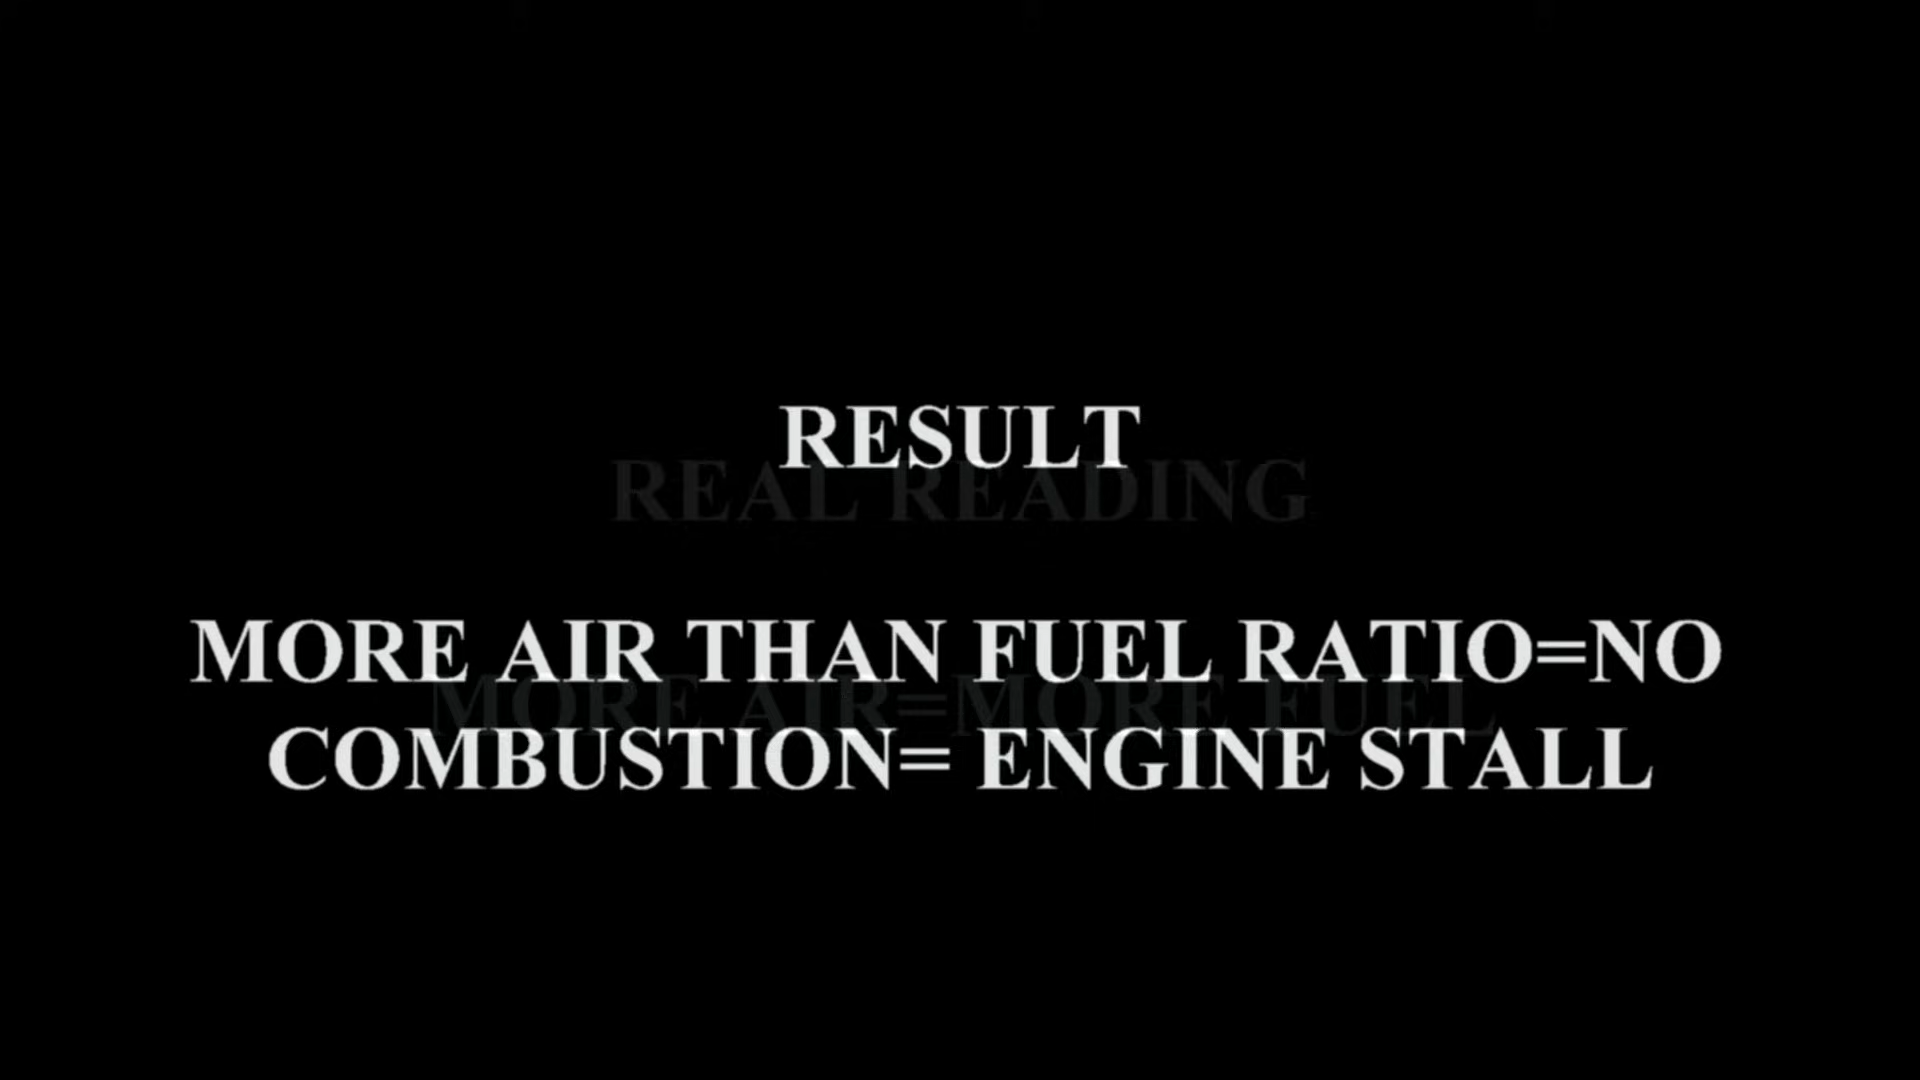 RESULT
REAL READING
MORE AIR THAN FUEL RATIO=NO
MORE AIR=MORE FUEL
COMBUSTION= ENGINE STALL